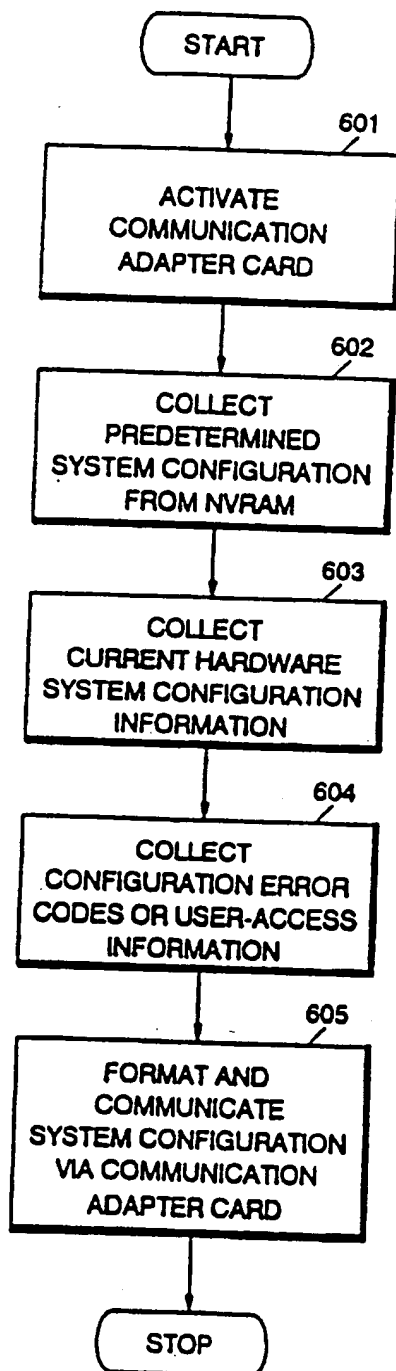 START
601
ACTIVATE
COMMUNICATION
ADAPTER CARD
602
COLLECT
PREDETERMINED
SYSTEM CONFIGURATION
FROM NVRAM
603
COLLECT
CURRENT HARDWARE
SYSTEM CONFIGURATION
INFORMATION
604
COLLECT
CONFIGURATION ERROR
CODES OR USER-ACCESS
INFORMATION
605
FORMAT AND
COMMUNICATE
SYSTEM CONFIGURATION
VIA COMMUNICATION
ADAPTER CARD
STOP